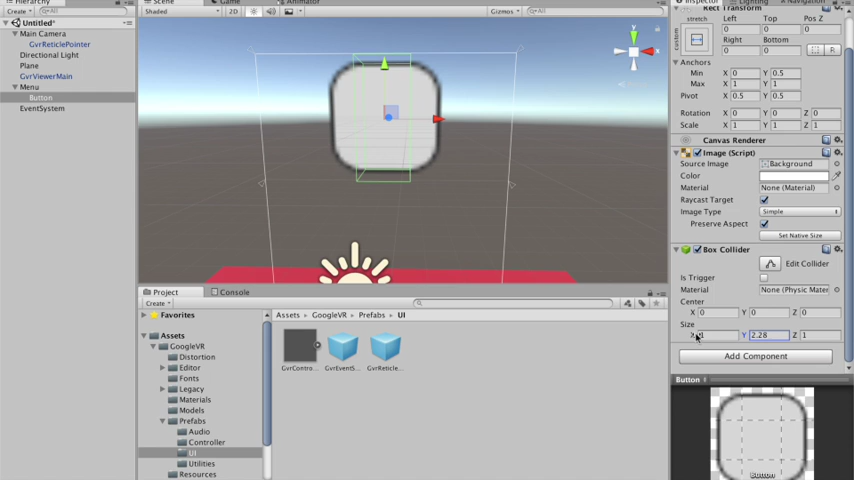 Hierarchy
Scene
Game
Animator
Inspector
Lighting
Navigation
Create
All
Shaded
2D
Gizmos
All
Untitled*
Main Camera
GvrReticlePointer
Directional Light
Plane
GvrViewerMain
Menu
Button
EventSystem
y
x
Rect Transform
stretch
custom
Left
Top
Pos Z
0
0
0
Right
Bottom
0
0
R
Anchors
Min
X 0
Y 0.5
Max
X 1
Y 1
Pivot
X 0.5
Y 0.5
Rotation
X 0
Y 0
Z 0
Scale
X 1
Y 1
Z 1
Canvas Renderer
Image (Script)
Source Image
Background
Color
Material
None (Material)
Raycast Target
Image Type
Simple
Preserve Aspect
Set Native Size
Box Collider
Edit Collider
Is Trigger
Material
None (Physic Mater
Center
X 0
Y 0
Z 0
Size
X 1
Y 2.28
Z 1
Add Component
Button
Button
Project
Console
Create
Favorites
Assets
GoogleVR
Distortion
Editor
Fonts
Legacy
Materials
Models
Prefabs
Audio
Controller
UI
Utilities
Resources
Assets
GoogleVR
Prefabs
UI
GvrContro...
GvrEventS...
GvrReticle...